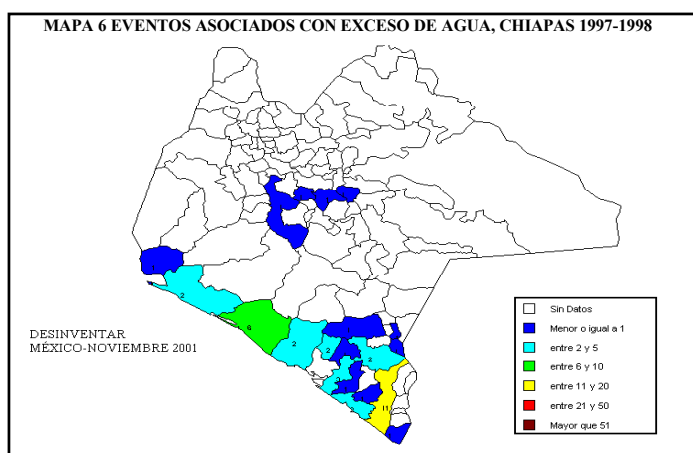 MAPA 6 EVENTOS ASOCIADOS CON EXCESO DE AGUA, CHIAPAS 1997-1998
2
6
2
2
1
2
2
11
DESINVENTAR
MÉXICO-NOVIEMBRE 2001
Sin Datos
Menor o igual a 1
entre 2 y 5
entre 6 y 10
entre 11 y 20
entre 21 y 50
Mayor que 51